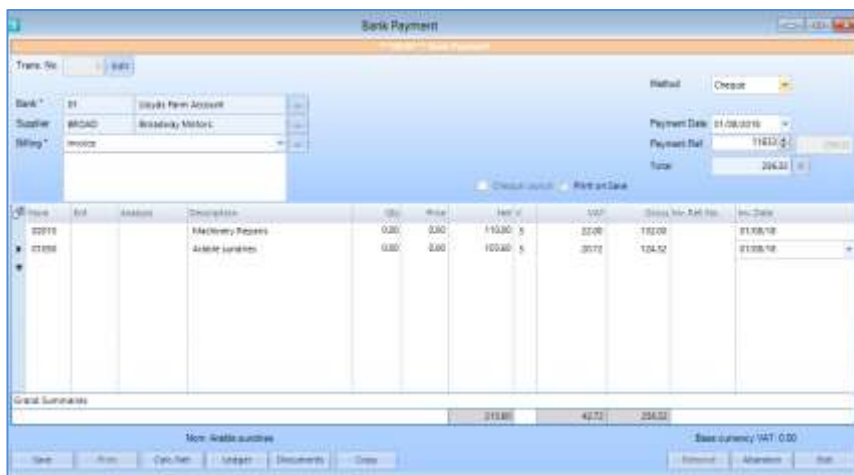 Bank Payment
Trans. No Edit
Method Cheque
Bank * 01 Lloyds Farm Account
Supplier BROAD Broadway Motors
Billing * Invoice
Payment Date 01/08/2018
Payment Ref 11633
Total 256.32
Cheque Layout Print on Save
Nom Ent Analysis Description Qty Price Net V VAT Gross Inv. Ref No. Inv. Date
Machinery Repairs 0.00 0.00 110.00 S 22.00 132.00 01/08/18
Arable sundries 0.00 0.00 103.60 S 20.72 124.32 01/08/18
Grand Summaries
213.60 42.72 256.32
Nom: Arable sundries Base currency VAT: 0.00
Save Print Calc. Net Ledger Documents Copy Remove Abandon Exit